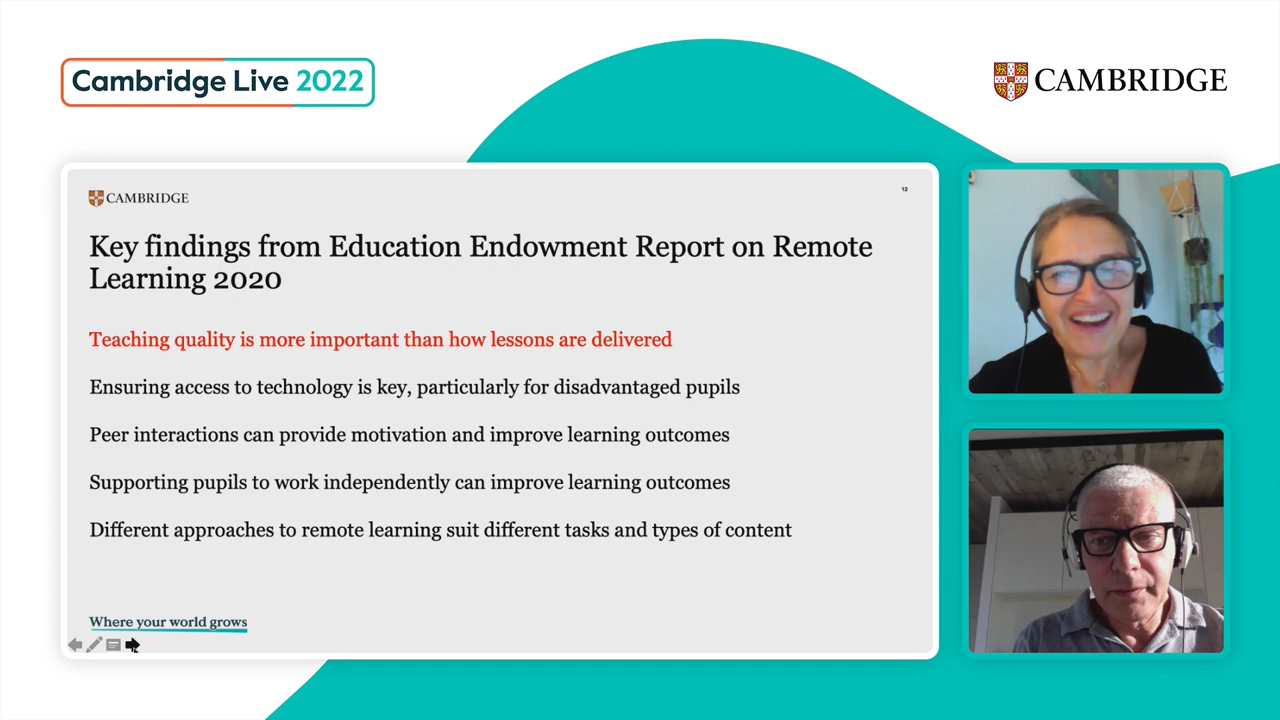 Cambridge Live 2022
CAMBRIDGE
CAMBRIDGE
12
Key findings from Education Endowment Report on Remote
Learning 2020
Teaching quality is more important than how lessons are delivered
Ensuring access to technology is key, particularly for disadvantaged pupils
Peer interactions can provide motivation and improve learning outcomes
Supporting pupils to work independently can improve learning outcomes
Different approaches to remote learning suit different tasks and types of content
Where your world grows